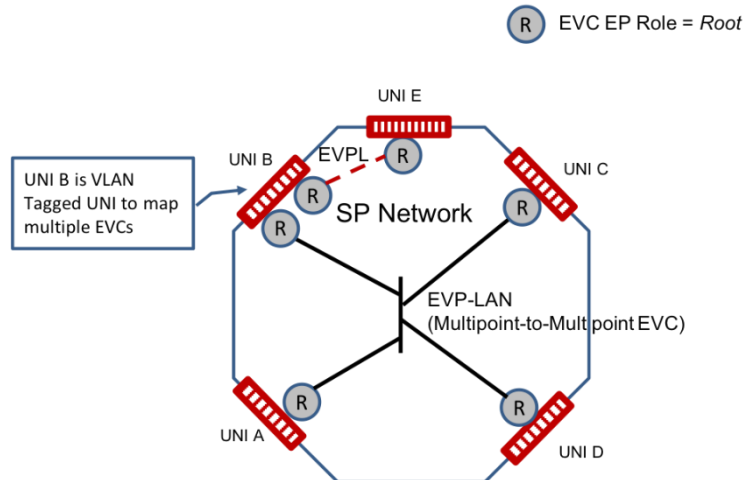 R EVC EP Role = Root
UNI E
UNI B
EVPL
R
R
UNI C
UNI B is VLAN
Tagged UNI to map
multiple EVCs
R
R
SP Network
EVP-LAN
(Multipoint-to-Multipoint EVC)
R
R
UNI A
UNI D